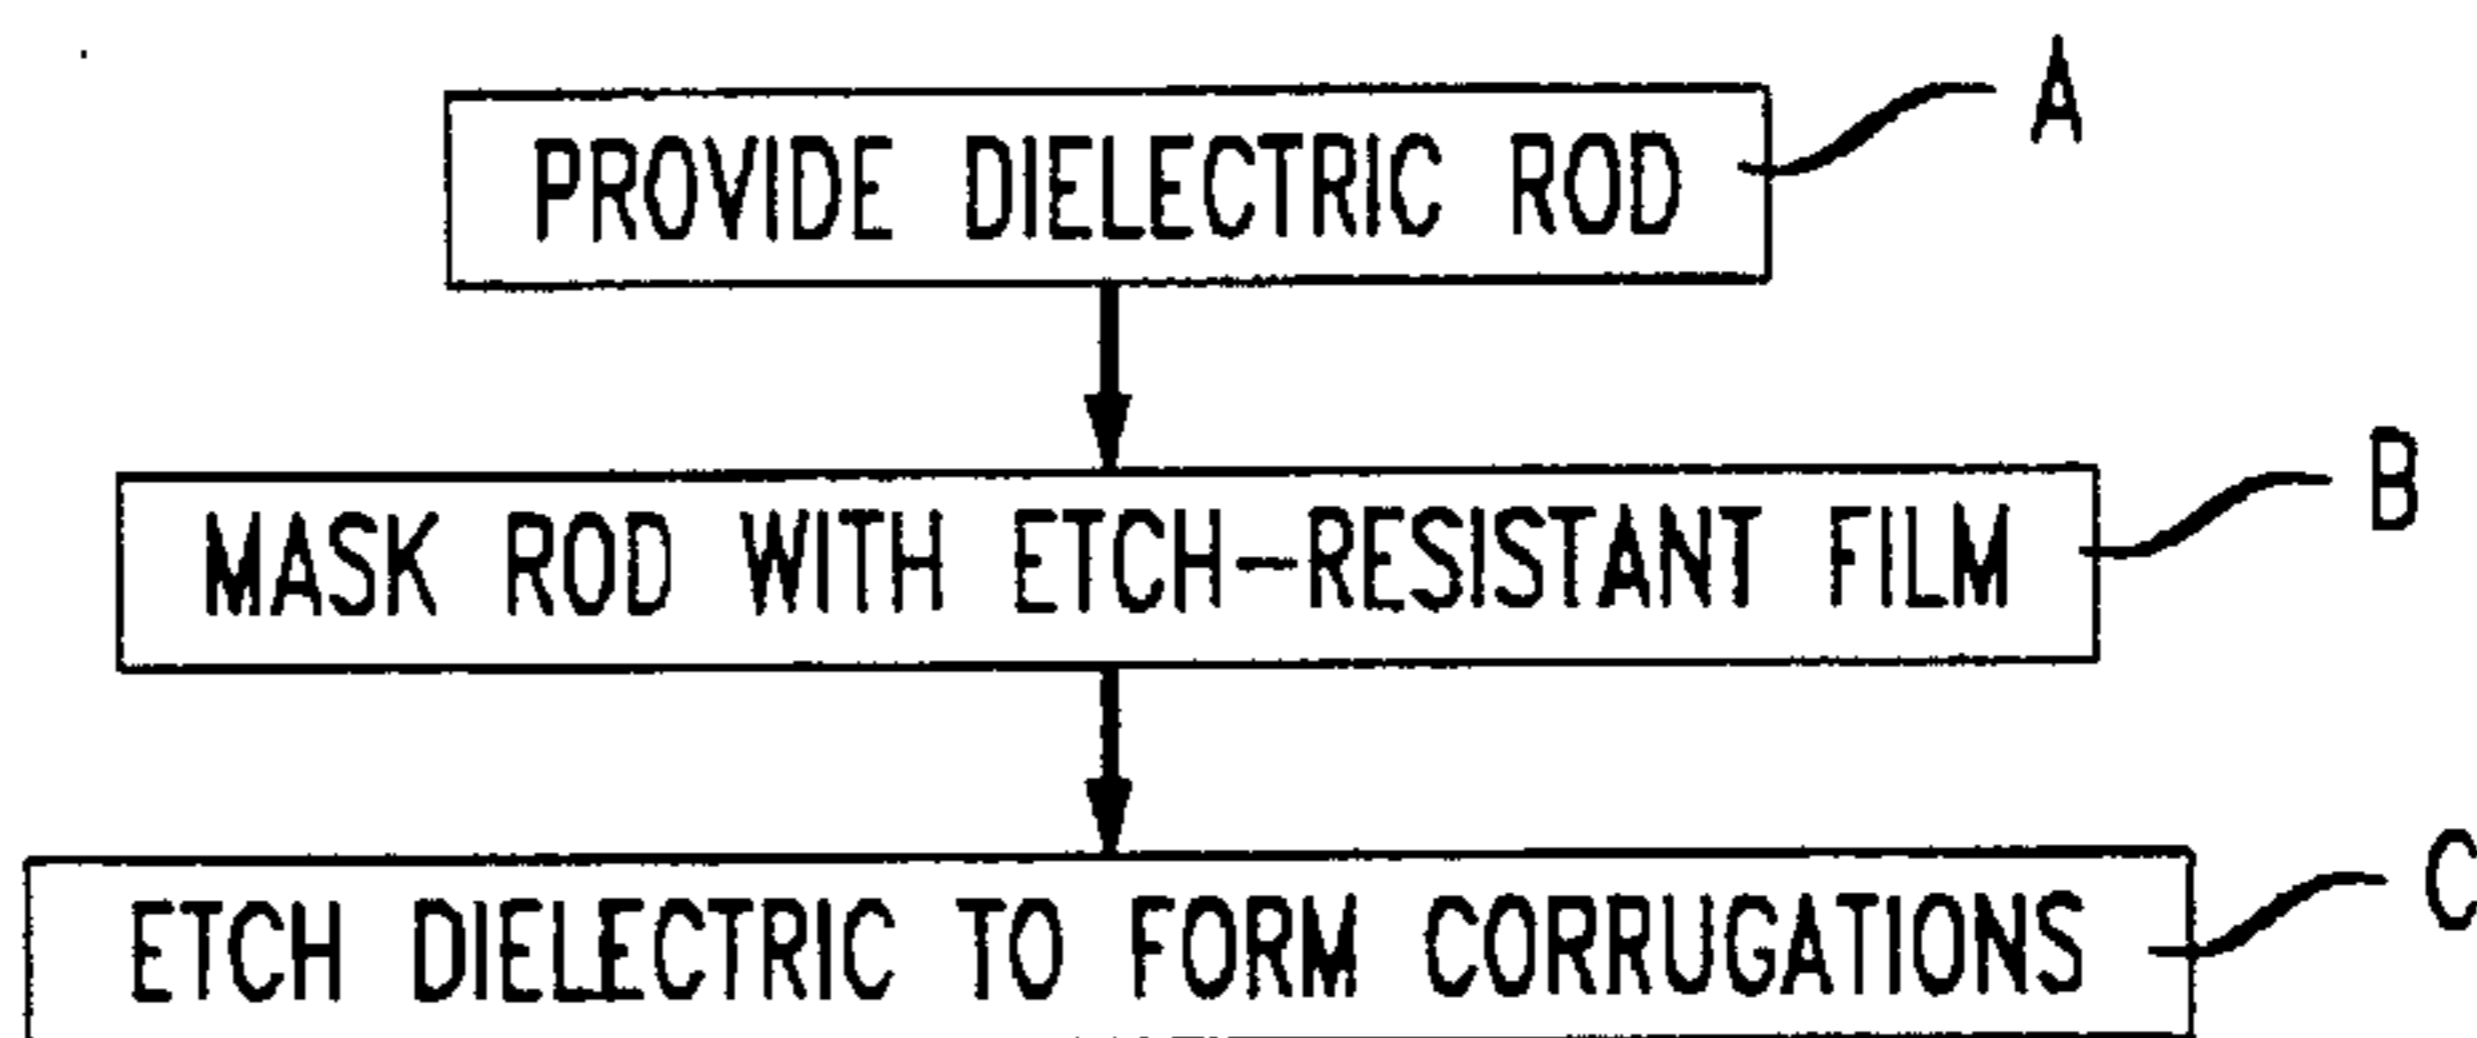 PROVIDE DIELECTRIC ROD
A
MASK ROD WITH ETCH-RESISTANT FILM
B
ETCH DIELECTRIC TO FORM CORRUGATIONS
C